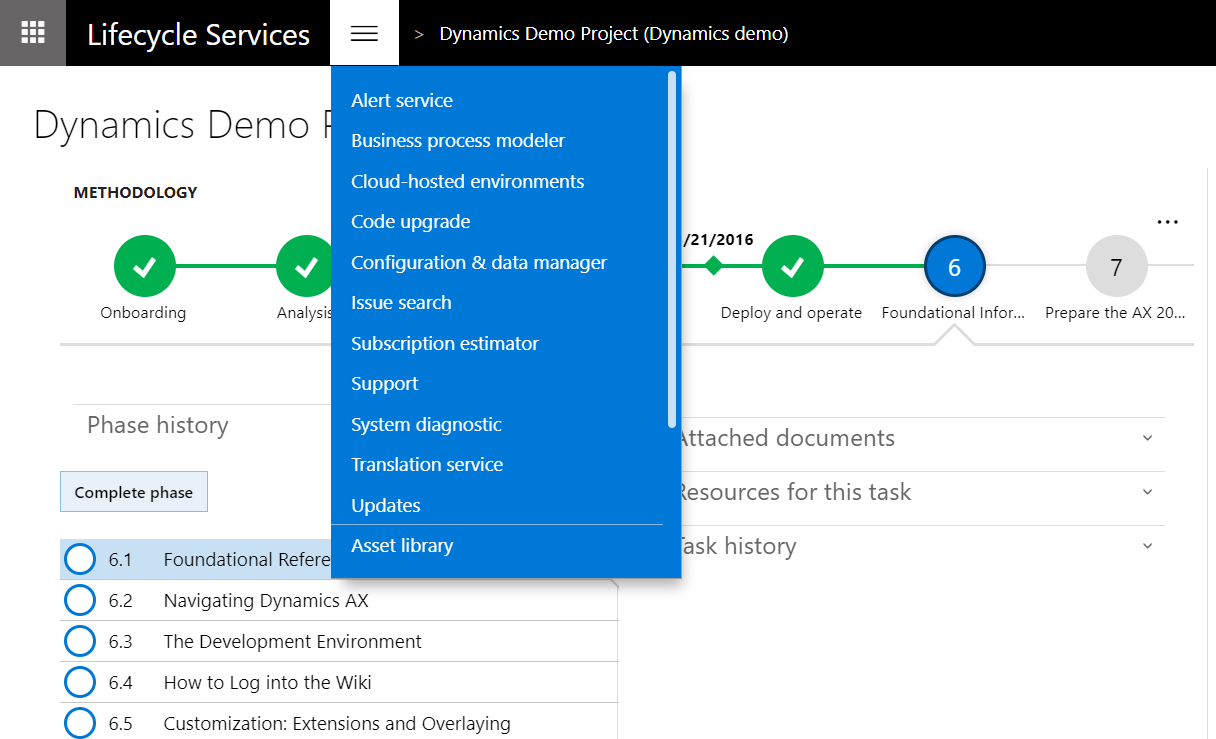 Lifecycle Services
> Dynamics Demo Project (Dynamics demo)
Dynamics Demo
METHODOLOGY
Alert service
Business process modeler
Cloud-hosted environments
Code upgrade
Configuration & data manager
Issue search
Subscription estimator
Support
System diagnostic
Translation service
Updates
Asset library
/21/2016
...
6
7
Onboarding
Analysis
Deploy and operate
Foundational Infor...
Prepare the AX 20...
Phase history
Complete phase
6.1 Foundational Refere
6.2 Navigating Dynamics AX
6.3 The Development Environment
6.4 How to Log into the Wiki
6.5 Customization: Extensions and Overlaying
Attached documents
Resources for this task
Task history